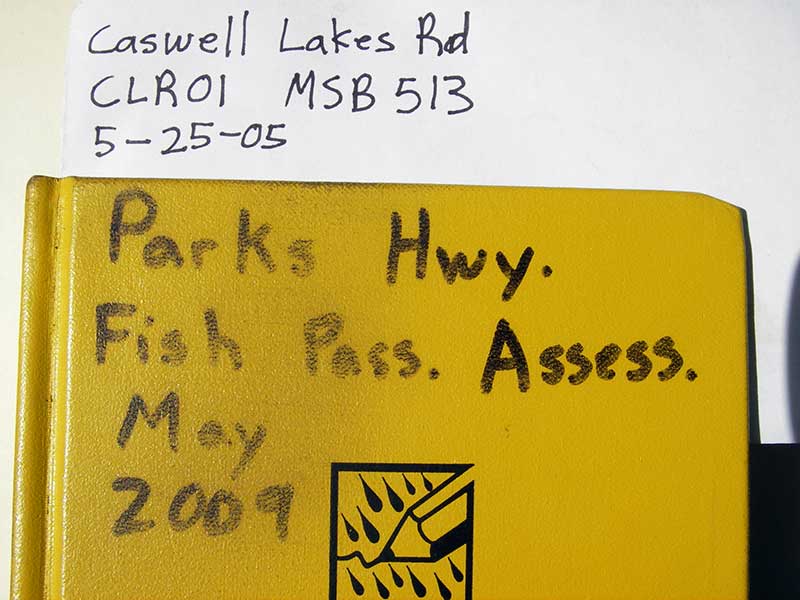 Caswell Lakes Rd
CLR01 MSB 513
5-25-05
Parks Hwy.
Fish Pass. Assess.
May
2009